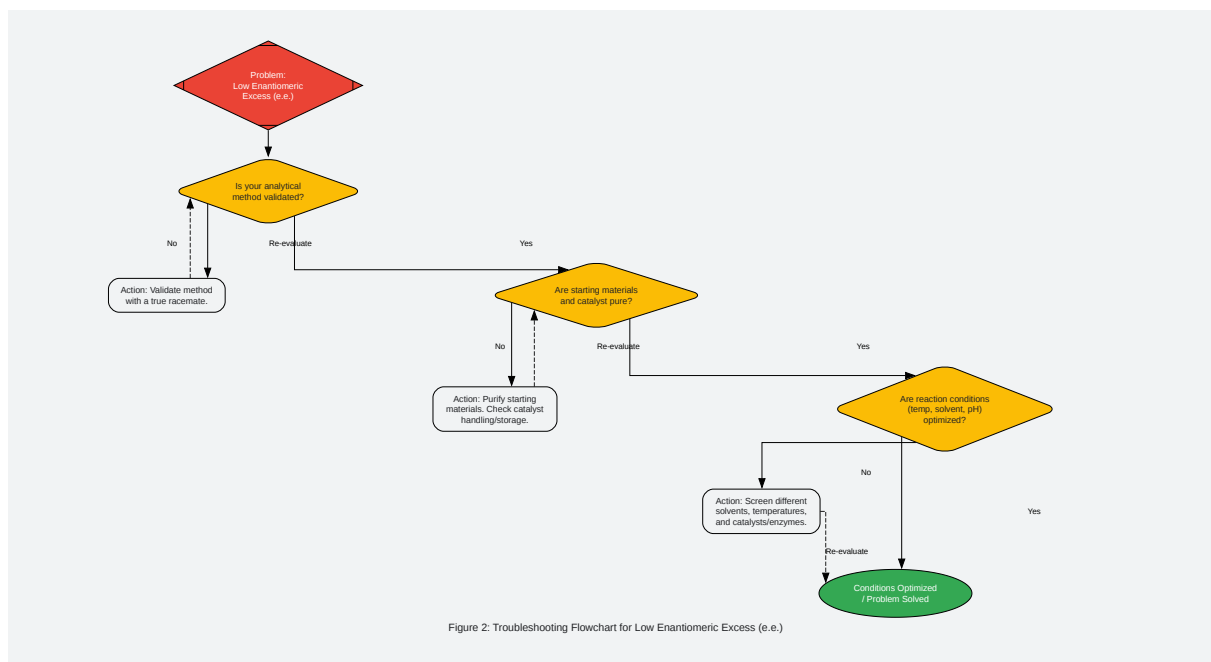 Problem:
Low Enantiomeric
Excess (e.e.)
Is your analytical
method validated?
No
Re-evaluate
Yes
Action: Validate method
with a true racemate.
Are starting materials
and catalyst pure?
No
Re-evaluate
Yes
Action: Purify starting
materials. Check catalyst
handling/storage.
Are reaction conditions
(temp, solvent, pH)
optimized?
No
Action: Screen different
solvents, temperatures,
and catalysts/enzymes.
Yes
Re-evaluate
Conditions Optimized
/ Problem Solved
Figure 2: Troubleshooting Flowchart for Low Enantiomeric Excess (e.e.)